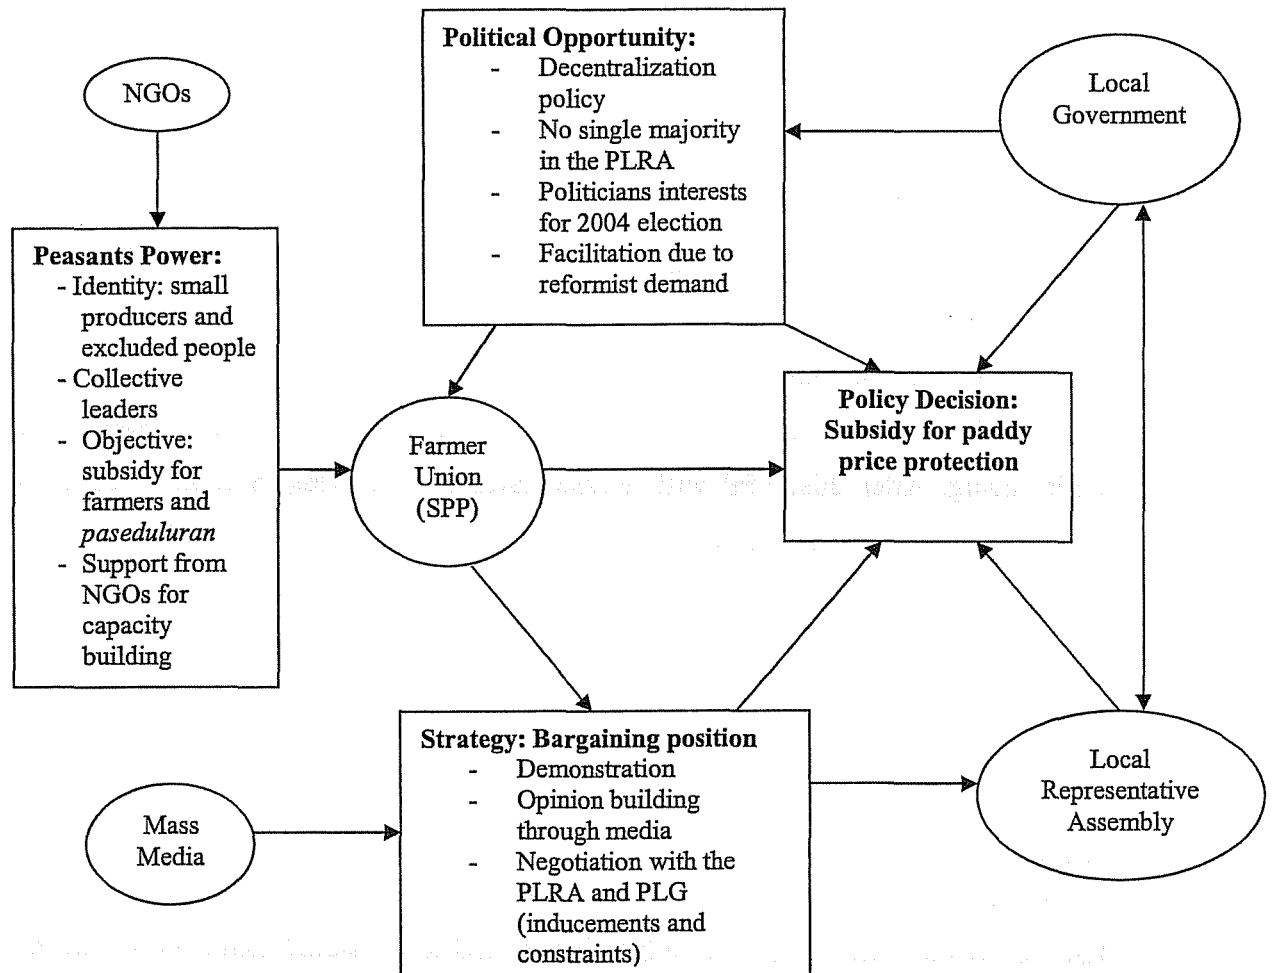 NGOs
Political Opportunity:
- Decentralization
policy
- No single majority
in the PLRA
- Politicians interests
for 2004 election
- Facilitation due to
reformist demand
Local
Government
Peasants Power:
- Identity: small
producers and
excluded people
- Collective
leaders
- Objective:
subsidy for
farmers and
paseduluran
- Support from
NGOs for
capacity
building
Farmer
Union
(SPP)
Policy Decision:
Subsidy for paddy
price protection
Mass
Media
Strategy: Bargaining position
- Demonstration
- Opinion building
through media
- Negotiation with the
PLRA and PLG
(inducements and
constraints)
Local
Representative
Assembly